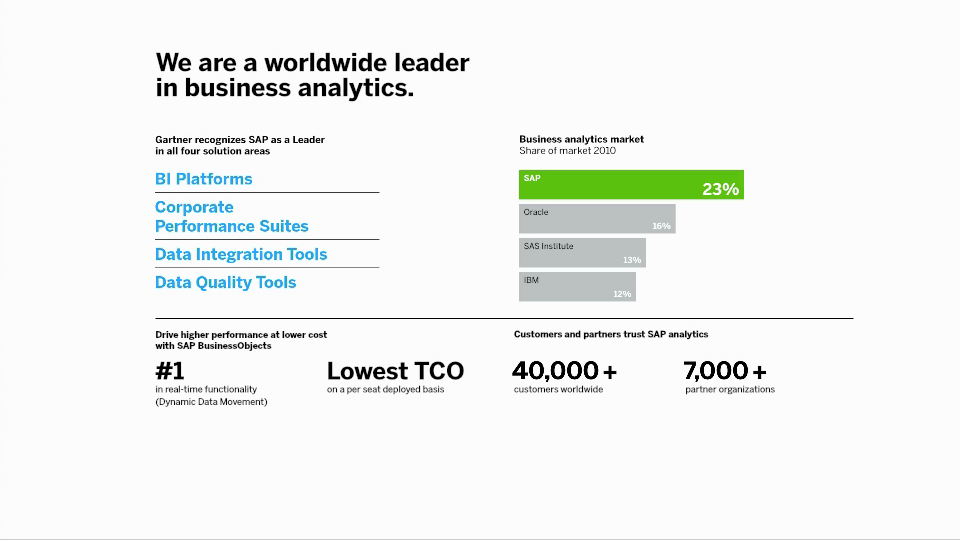 We are a worldwide leader
in business analytics.
Gartner recognizes SAP as a Leader
in all four solution areas
BI Platforms
Corporate
Performance Suites
Data Integration Tools
Data Quality Tools
Business analytics market
Share of market 2010
SAP
23%
Oracle
16%
SAS Institute
13%
IBM
12%
Drive higher performance at lower cost
with SAP BusinessObjects
#1
in real-time functionality
(Dynamic Data Movement)
Lowest TCO
on a per seat deployed basis
Customers and partners trust SAP analytics
40,000 +
customers worldwide
7,000 +
partner organizations